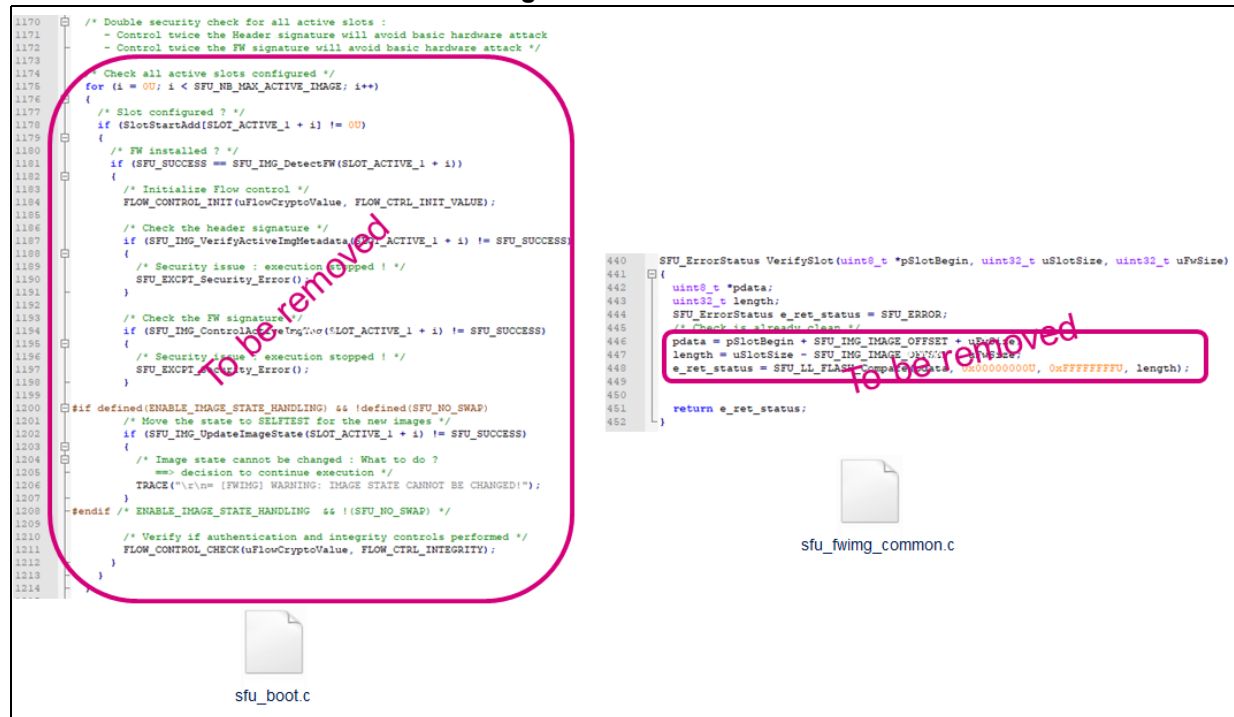 1170 /* Double security check for all active slots :
1171 - Control twice the Header signature will avoid basic hardware attack
1172 - Control twice the FW signature will avoid basic hardware attack */
1173
1174 * Check all active slots configured */
1175 for (i = 0U; i < SFU_NB_MAX_ACTIVE_IMAGE; i++)
1176 {
1177 /* Slot configured ? */
1178 if (SlotStartAdd[SLOT_ACTIVE_1 + i] != 0U)
1179 {
1180 /* FW installed ? */
1181 if (SFU_SUCCESS == SFU_IMG_DetectFW(SLOT_ACTIVE_1 + i))
1182 {
1183 /* Initialize Flow control */
1184 FLOW_CONTROL_INIT(uFlowCryptoValue, FLOW_CTRL_INIT_VALUE);
1185
1186 /* Check the header signature */
1187 if (SFU_IMG_VerifyActiveImgMetadata(SLOT_ACTIVE_1 + i) != SFU_SUCCESS)
1188 {
1189 /* Security issue : execution stopped ! */
1190 SFU_EXCPT_Security_Error();
1191 }
1192
1193 /* Check the FW signature */
1194 if (SFU_IMG_ControlActiveImgTag(SLOT_ACTIVE_1 + i) != SFU_SUCCESS)
1195 {
1196 /* Security issue : execution stopped ! */
1197 SFU_EXCPT_Security_Error();
1198 }
1199
1200 #if defined(ENABLE_IMAGE_STATE_HANDLING) && !defined(SFU_NO_SWAP)
1201 /* Move the state to SELFTEST for the new images */
1202 if (SFU_IMG_UpdateImageState(SLOT_ACTIVE_1 + i) != SFU_SUCCESS)
1203 {
1204 /* Image state cannot be changed : What to do ?
1205 ==> decision to continue execution */
1206 TRACE("\r\n= [FWIMG] WARNING: IMAGE STATE CANNOT BE CHANGED!");
1207 }
1208 #endif /* ENABLE_IMAGE_STATE_HANDLING && !(SFU_NO_SWAP) */
1209
1210 /* Verify if authentication and integrity controls performed */
1211 FLOW_CONTROL_CHECK(uFlowCryptoValue, FLOW_CTRL_INTEGRITY);
1212 }
1213 }
1214 }
To be removed
sfu_boot.c
440 SFU_ErrorStatus VerifySlot(uint8_t *pSlotBegin, uint32_t uSlotSize, uint32_t uFwSize)
441 {
442 uint8_t *pdata;
443 uint32_t length;
444 SFU_ErrorStatus e_ret_status = SFU_ERROR;
445 /* Check is already clean */
446 pdata = pSlotBegin + SFU_IMG_IMAGE_OFFSET + uFwSize;
447 length = uSlotSize - SFU_IMG_IMAGE_OFFSET - uFwSize;
448 e_ret_status = SFU_LL_FLASH_Compare(pdata, 0x00000000U, 0xFFFFFFFFU, length);
449
450
451 return e_ret_status;
452 }
To be removed
sfu_fwimg_common.c